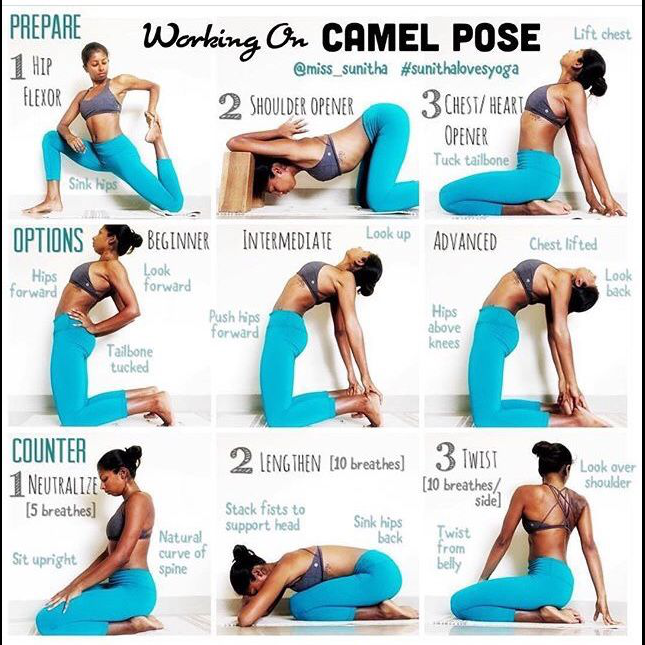 PREPARE
Working On CAMEL POSE
@miss_sunitha #sunithalovesyoga
1 HIP
FLEXOR
Sink hips
2 SHOULDER OPENER
Lift chest
3 CHEST/HEART
OPENER
Tuck tailbone
OPTIONS
BEGINNER
Hips
forward
Look
forward
Tailbone
tucked
INTERMEDIATE
Look up
Push hips
forward
ADVANCED
Chest lifted
Look
back
Hips
above
knees
COUNTER
1 NEUTRALIZE
[5 breathes]
Sit upright
Natural
curve of
spine
2 LENGTHEN [10 breathes]
Stack fists to
support head
Sink hips
back
3 TWIST
[10 breathes/
side]
Look over
shoulder
Twist
from
belly